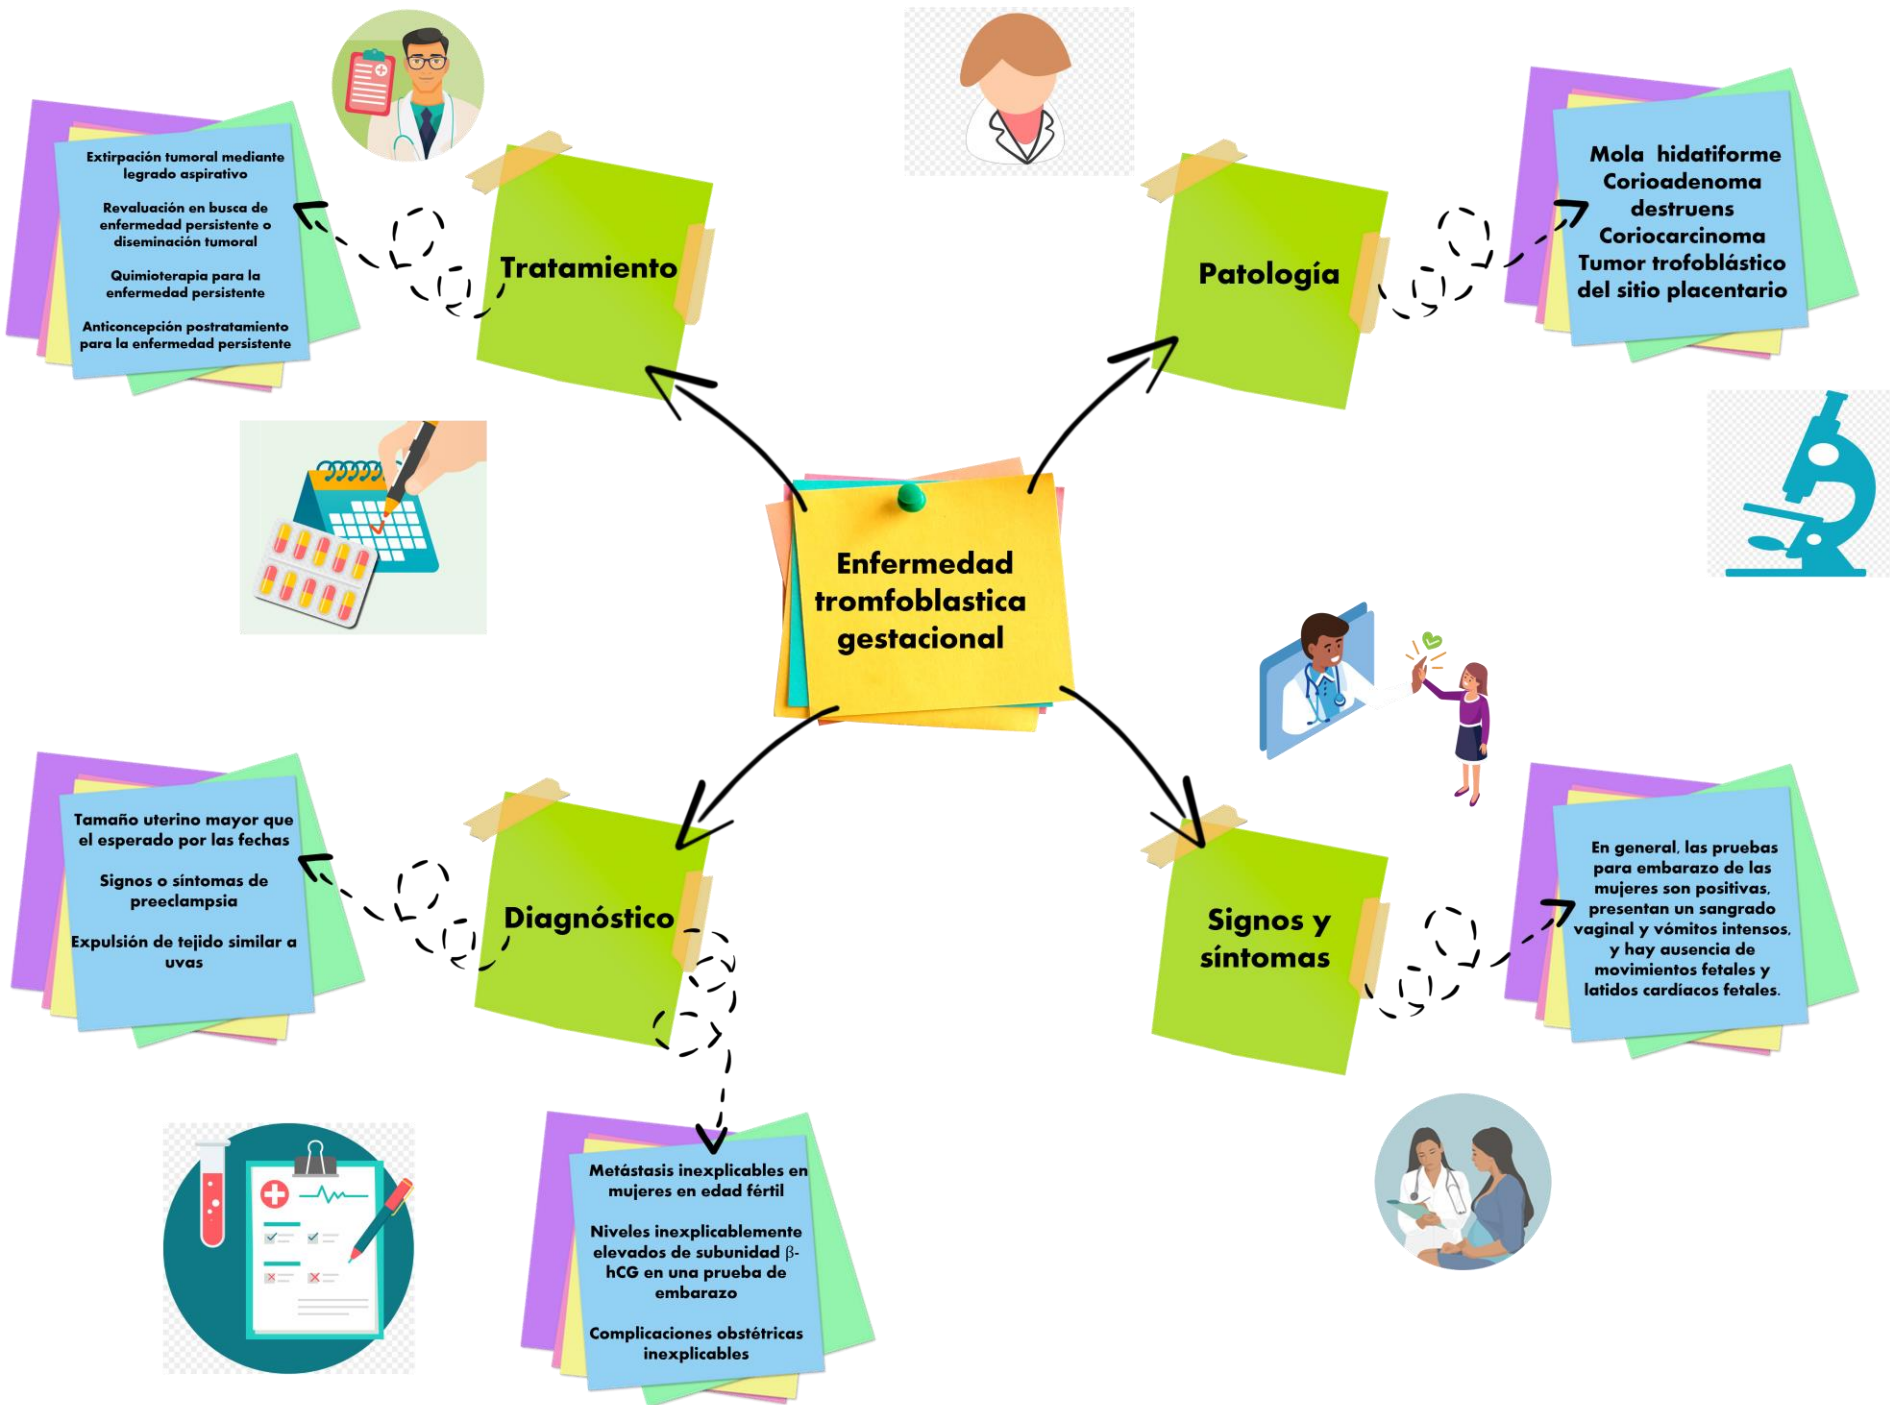 Extirpación tumoral mediante
legrado aspirativo
Revaluación en busca de
enfermedad persistente o
diseminación tumoral
Quimioterapia para la
enfermedad persistente
Anticoncepción postratamiento
para la enfermedad persistente
Tratamiento
Patología
Mola hidatiforme
Corioadenoma
destruens
Coriocarcinoma
Tumor trofoblástico
del sitio placentario
Enfermedad
tromfoblastica
gestacional
Tamaño uterino mayor que
el esperado por las fechas
Signos o síntomas de
preeclampsia
Expulsión de tejido similar a
uvas
Diagnóstico
Signos y
síntomas
En general, las pruebas
para embarazo de las
mujeres son positivas,
presentan un sangrado
vaginal y vómitos intensos,
y hay ausencia de
movimientos fetales y
latidos cardíacos fetales.
Metástasis inexplicables en
mujeres en edad fértil
Niveles inexplicablemente
elevados de subunidad β-
hCG en una prueba de
embarazo
Complicaciones obstétricas
inexplicables